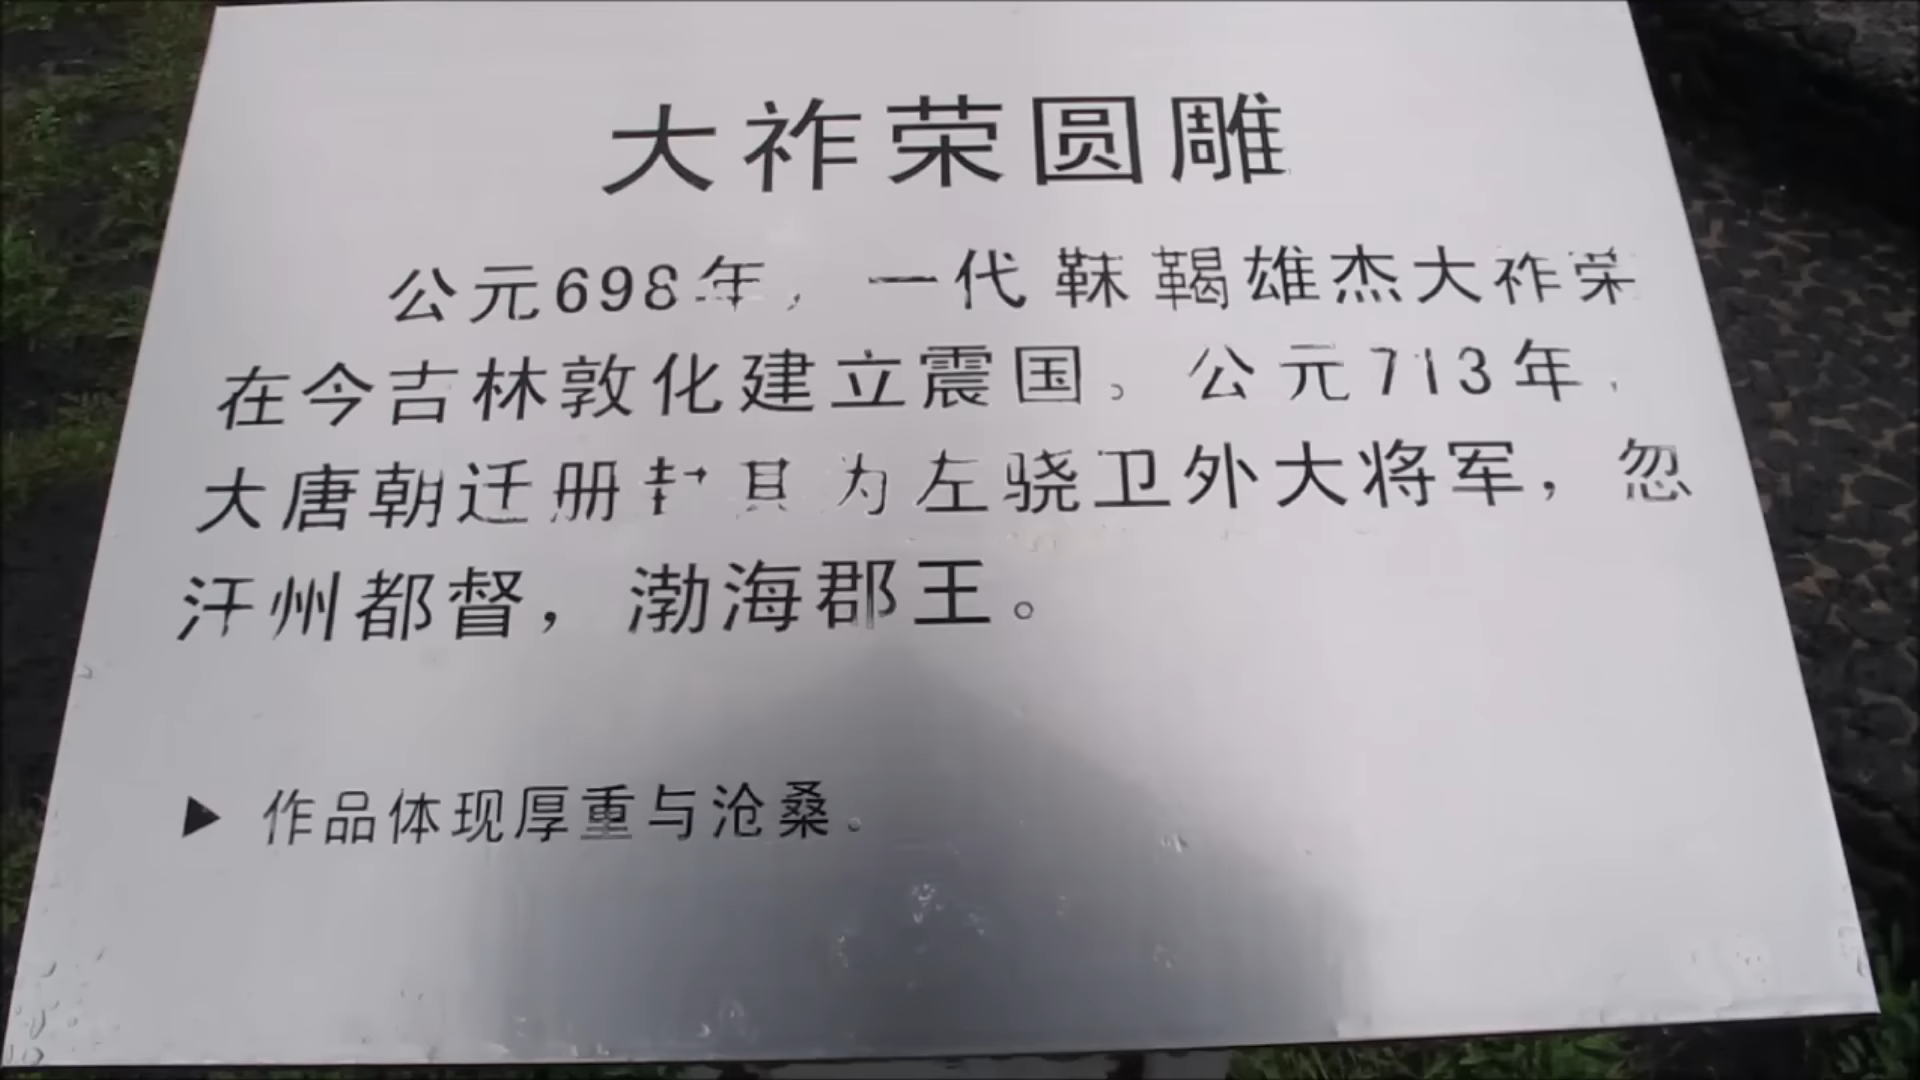 大祚荣圆雕
公元698年，一代靺鞨雄杰大祚荣
在今吉林敦化建立震国。公元713年，
大唐朝迁册封其为左骁卫外大将军，忽
汗州都督，渤海郡王。
▶ 作品体现厚重与沧桑。